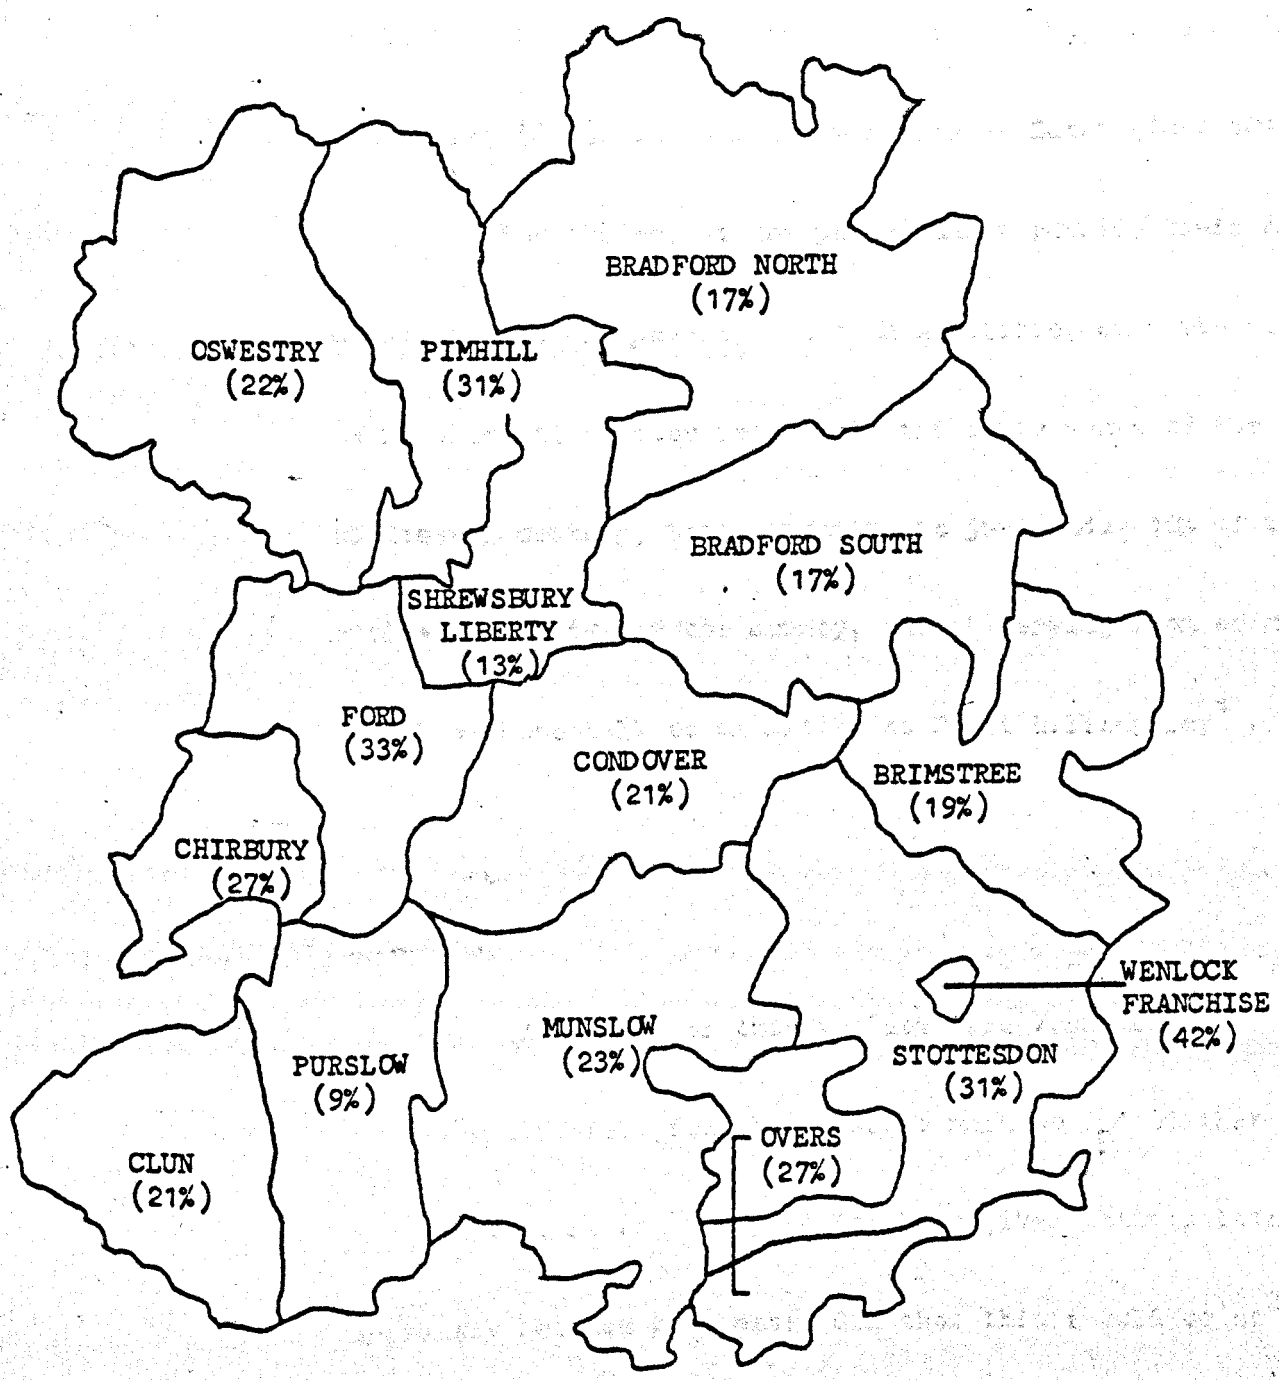 BRADFORD NORTH
(17%)
OSWESTRY
(22%)
PIMHILL
(31%)
BRADFORD SOUTH
(17%)
SHREWSBURY
LIBERTY
(13%)
FORD
(33%)
CONDOVER
(21%)
BRIMSTREE
(19%)
CHIRBURY
(27%)
WENLOCK
FRANCHISE
(42%)
MUNSLOW
(23%)
STOTTESDON
(31%)
PURSLOW
(9%)
OVERS
(27%)
CLUN
(21%)